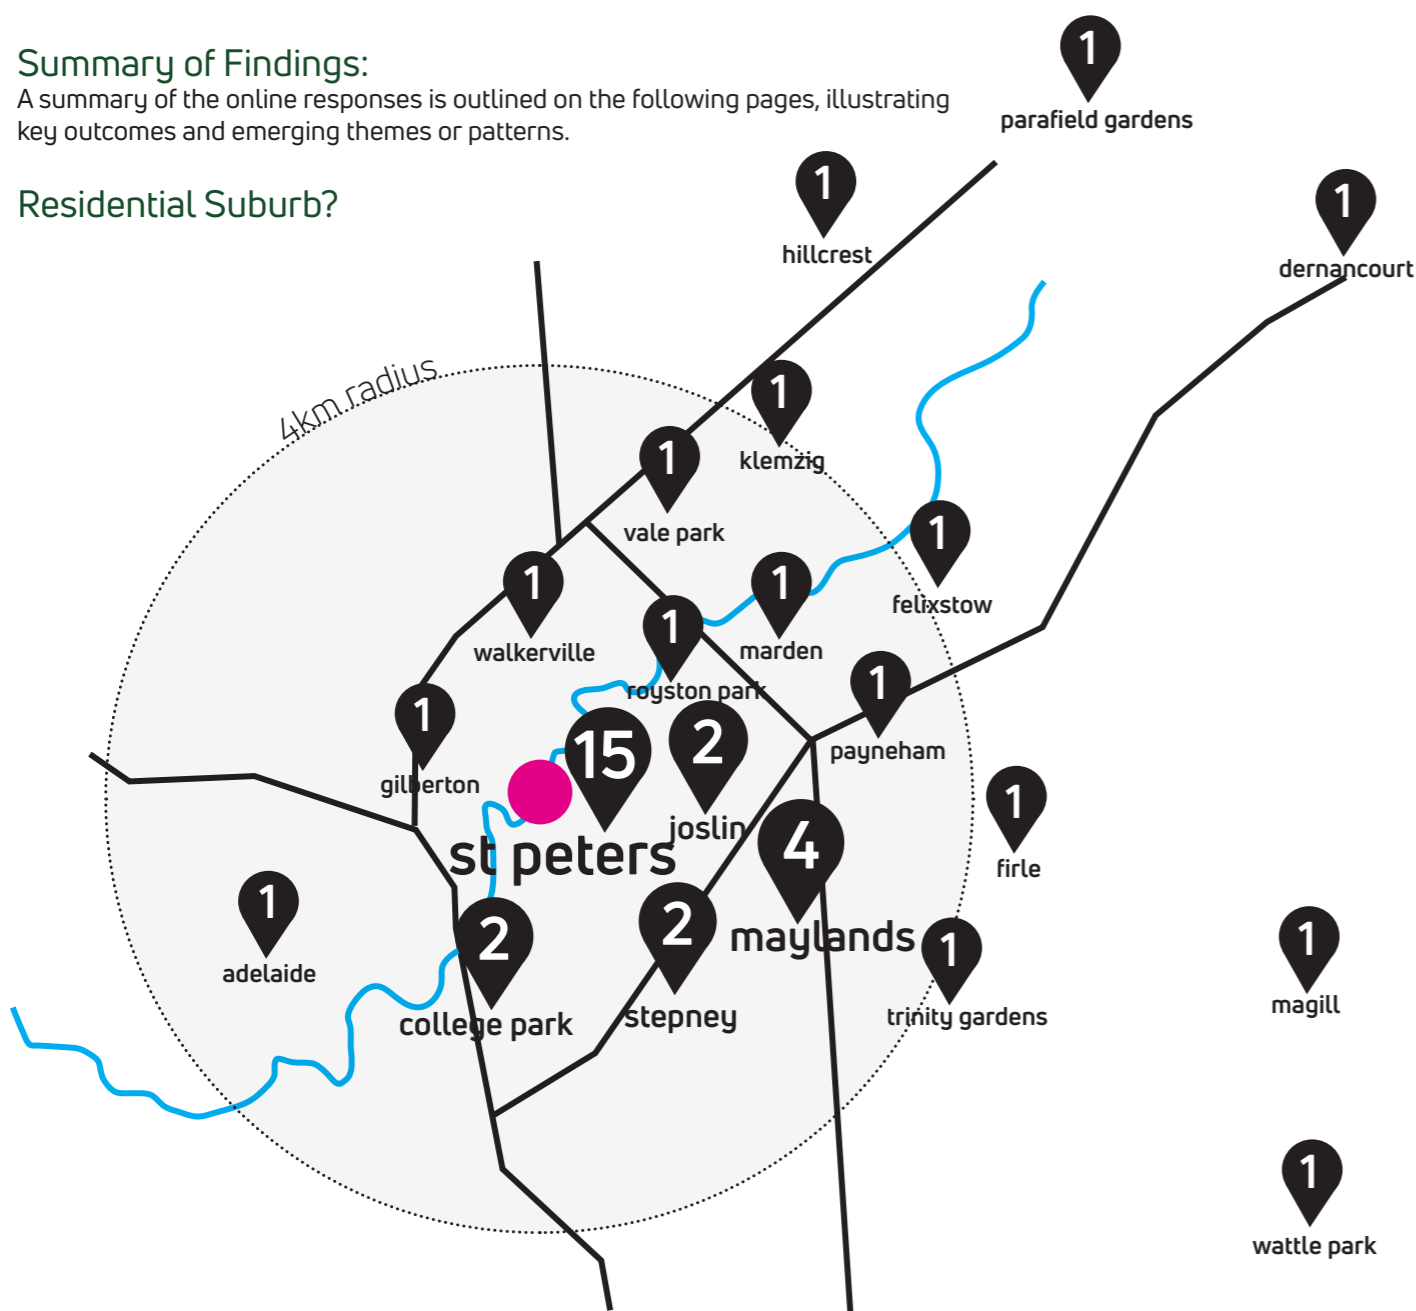 Summary of Findings:
A summary of the online responses is outlined on the following pages, illustrating
key outcomes and emerging themes or patterns.
Residential Suburb?
1
parafield gardens
1
hillcrest
1
dernancourt
4km radius
1
klemzig
1
vale park
1
felixstow
1
walkerville
1
marden
1
royston park
1
payneham
1
gilberton
15
st peters
2
joslin
4
maylands
1
firle
1
adelaide
2
college park
2
stepney
1
trinity gardens
1
magill
1
wattle park